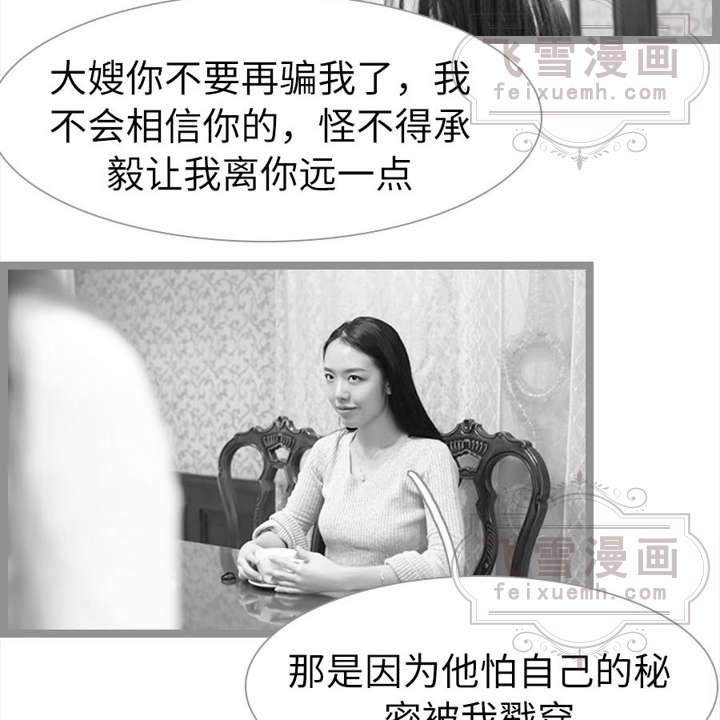 飞雪漫画
feixuemh.com
大嫂你不要再骗我了，我
不会相信你的，怪不得承
毅让我离你远一点
飞雪漫画
feixuemh.com
那是因为他怕自己的秘
密被我戳穿